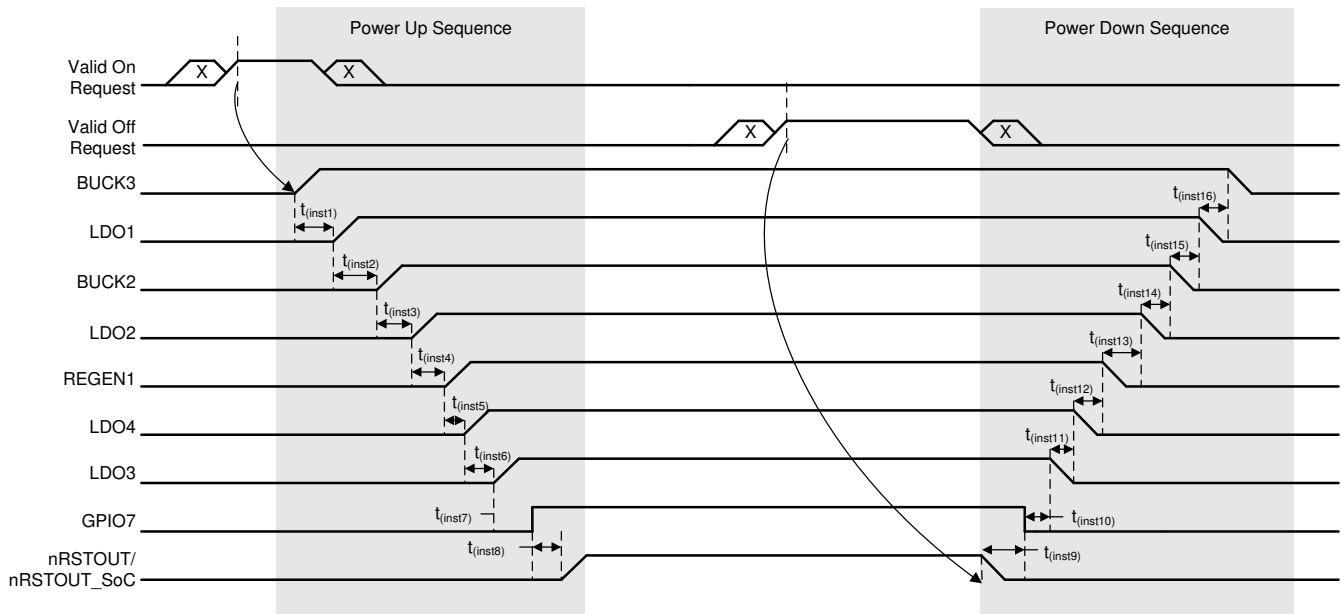 Power Up Sequence
Power Down Sequence
Valid On
Request
X
X
Valid Off
Request
X
X
BUCK3
t(inst1)
t(inst16)
LDO1
t(inst2)
t(inst15)
BUCK2
t(inst3)
t(inst14)
LDO2
t(inst4)
t(inst13)
REGEN1
t(inst5)
t(inst12)
LDO4
t(inst6)
t(inst11)
LDO3
t(inst7)
t(inst10)
GPIO7
t(inst8)
t(inst9)
nRSTOUT/
nRSTOUT_SoC